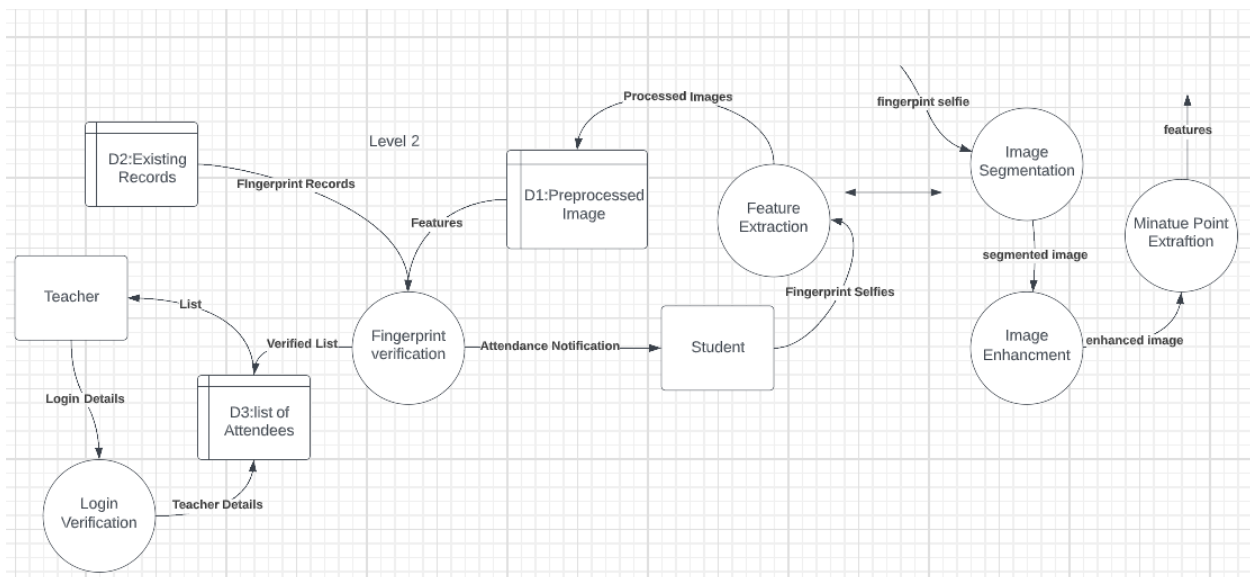 Processed Images
fingerpint selfie
features
Level 2
D2:Existing
Records
FIngerprint Records
D1:Preprocessed
Image
Features
Feature
Extraction
Image
Segmentation
Minatue Point
Extraftion
segmented image
Fingerprint Selfies
Teacher
List
Fingerprint
verification
Verified List
Attendance Notification
Student
Image
Enhancment
enhanced image
Login Details
D3:list of
Attendees
Login
Verification
Teacher Details